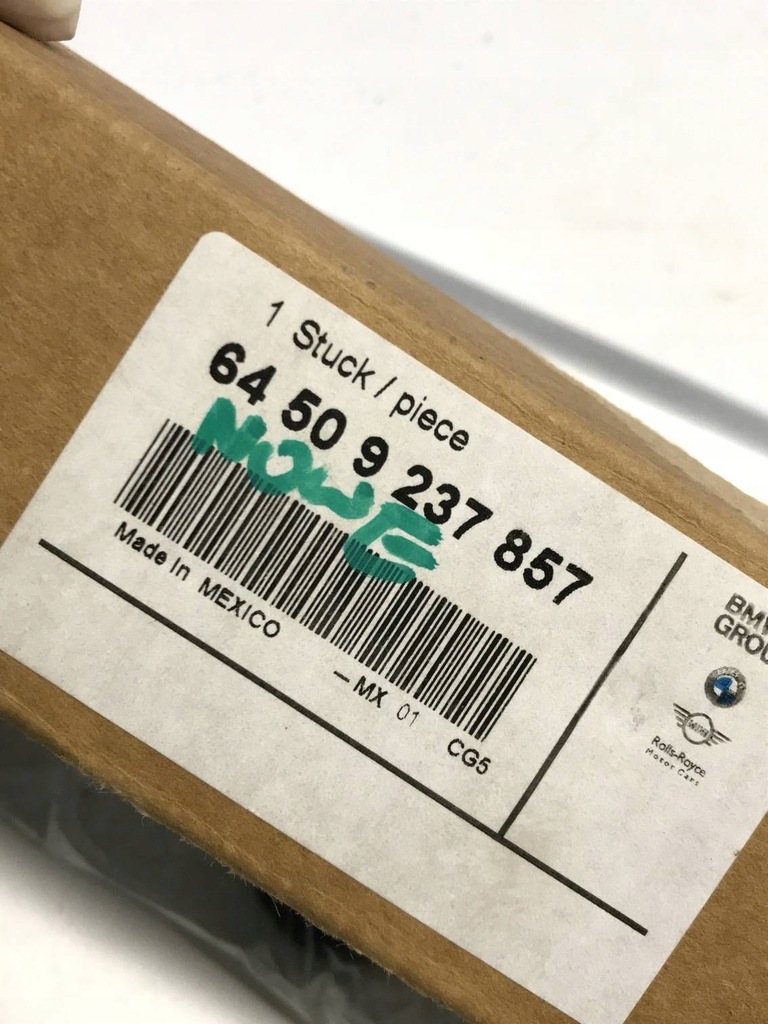 1 Stuck / piece
64 50 9 237 857
NOWE
Made in MEXICO
-MX 01 CG5
BMW
GROU
MINI
Rolls-Royce
Motor Cars